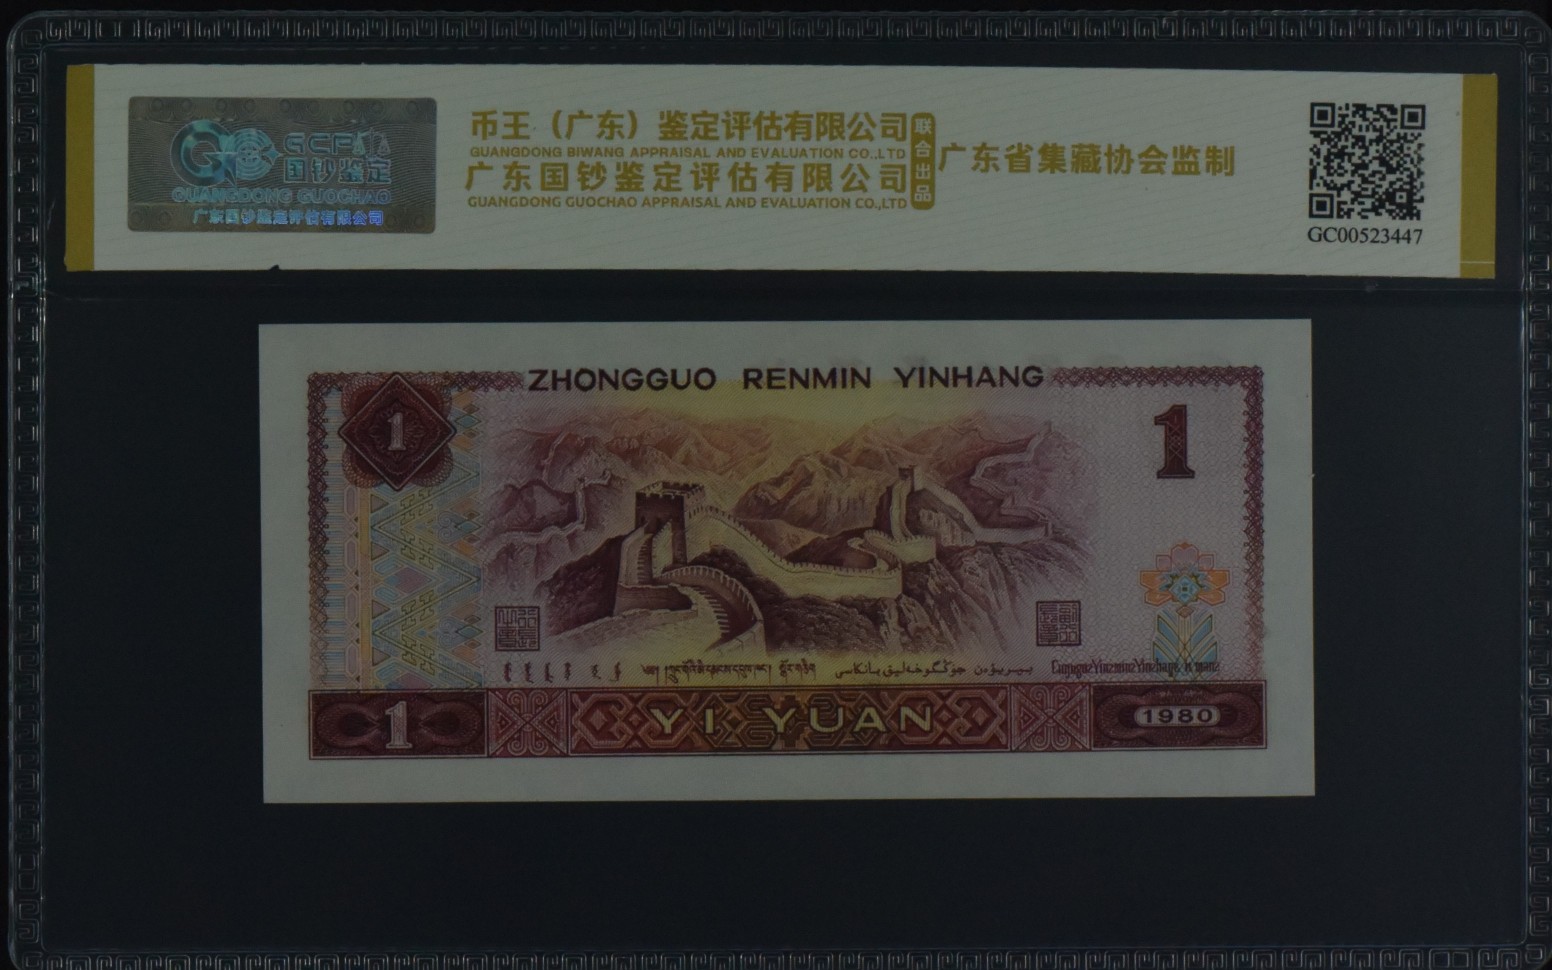 GCPA
国钞鉴定
GUANGDONG GUOCHAO
广东国钞鉴定评估有限公司
币王（广东）鉴定评估有限公司
GUANGDONG BIWANG APPRAISAL AND EVALUATION CO.,LTD
广东国钞鉴定评估有限公司
GUANGDONG GUOCHAO APPRAISAL AND EVALUATION CO.,LTD
联合出品
广东省集藏协会监制
GC00523447
ZHONGGUO RENMIN YINHANG
1
1
1
YI YUAN
1980